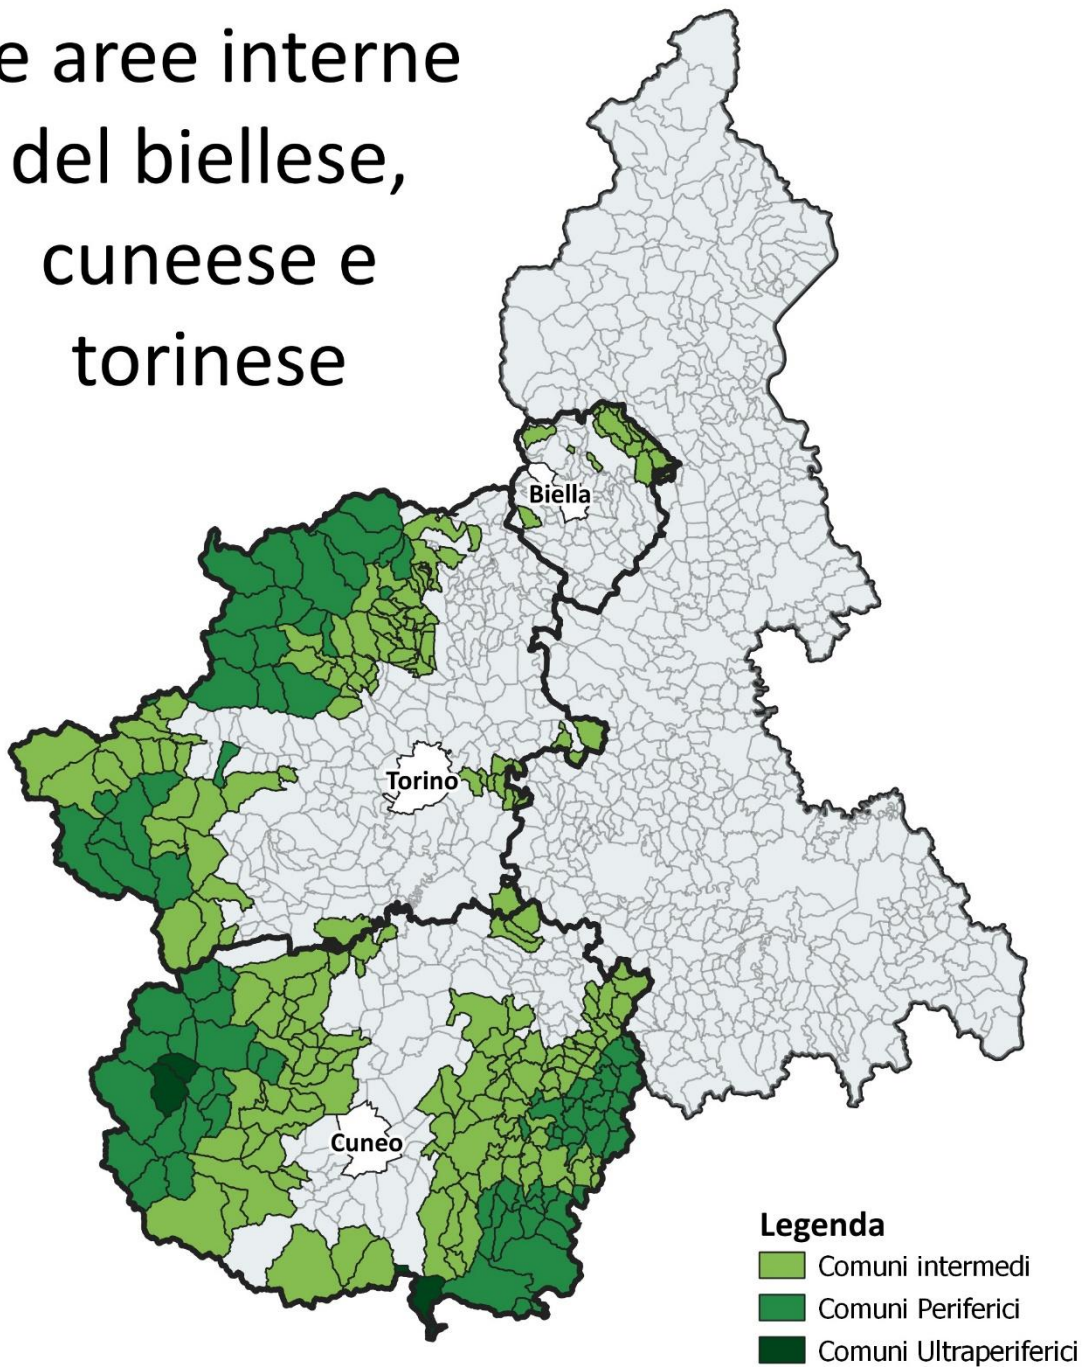 e aree interne
del biellese,
cuneese e
torinese
Biella
Torino
Cuneo
Legenda
Comuni intermedi
Comuni Periferici
Comuni Ultraperiferici